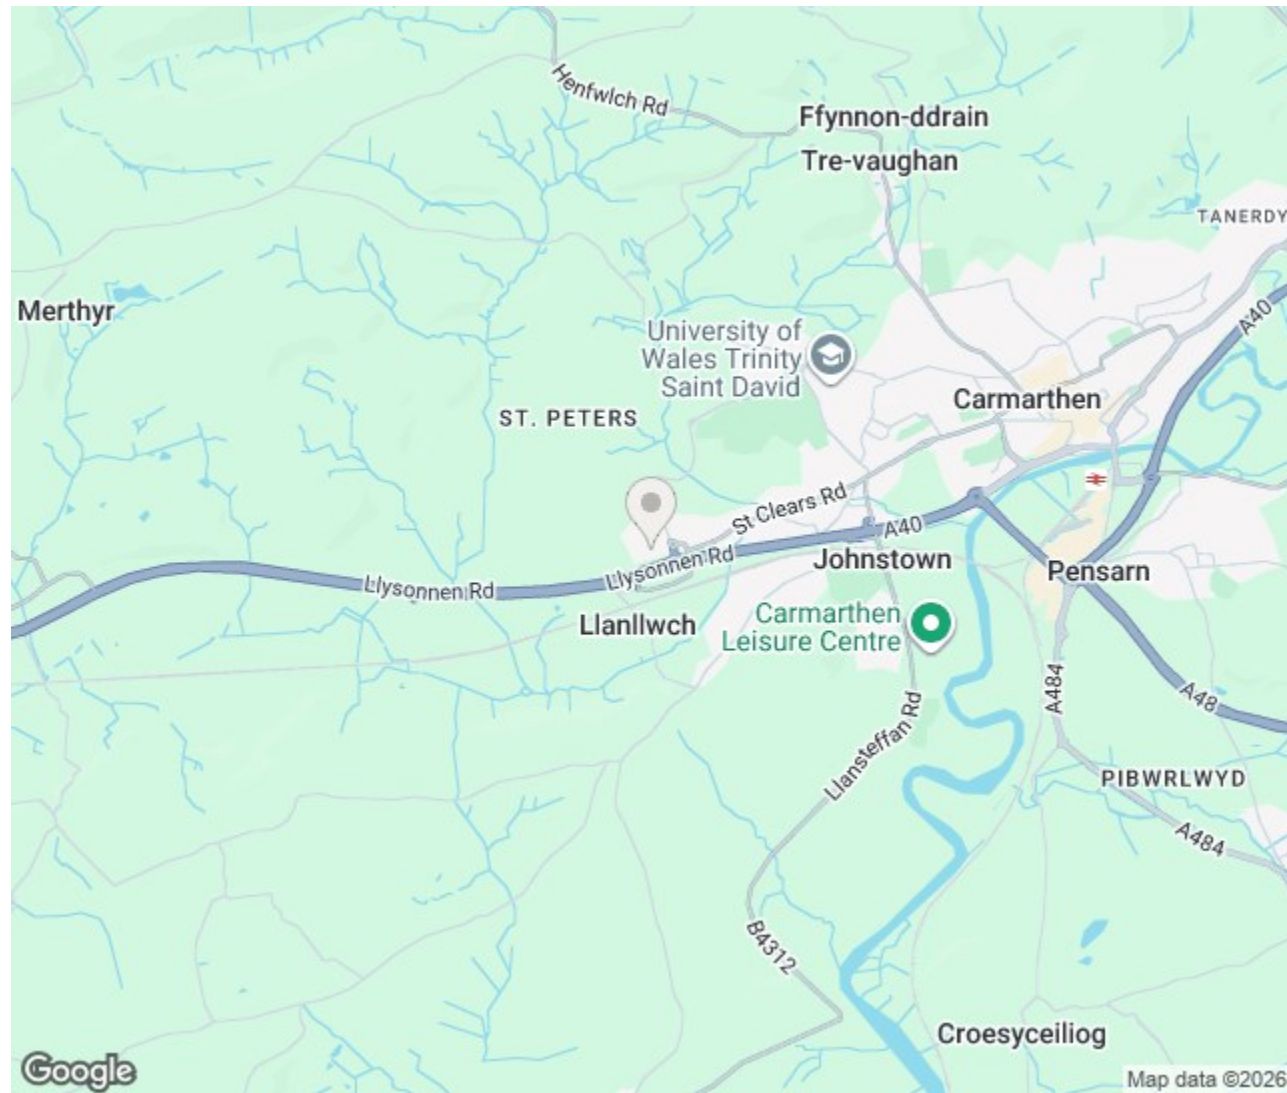 Henfwlch Rd
Ffynnon-ddrain
Tre-vaughan
TANERDY
Merthyr
A40
University of
Wales Trinity
Saint David
Carmarthen
ST. PETERS
St Clears Rd
A40
Llysonnen Rd
Llysonnen Rd
Johnstown
Pensarn
Llanllwch
Carmarthen
Leisure Centre
A484
A48
Llansteffan Rd
PIBWRLWYD
A484
B4312
Croesyceiliog
Google
Map data ©2026